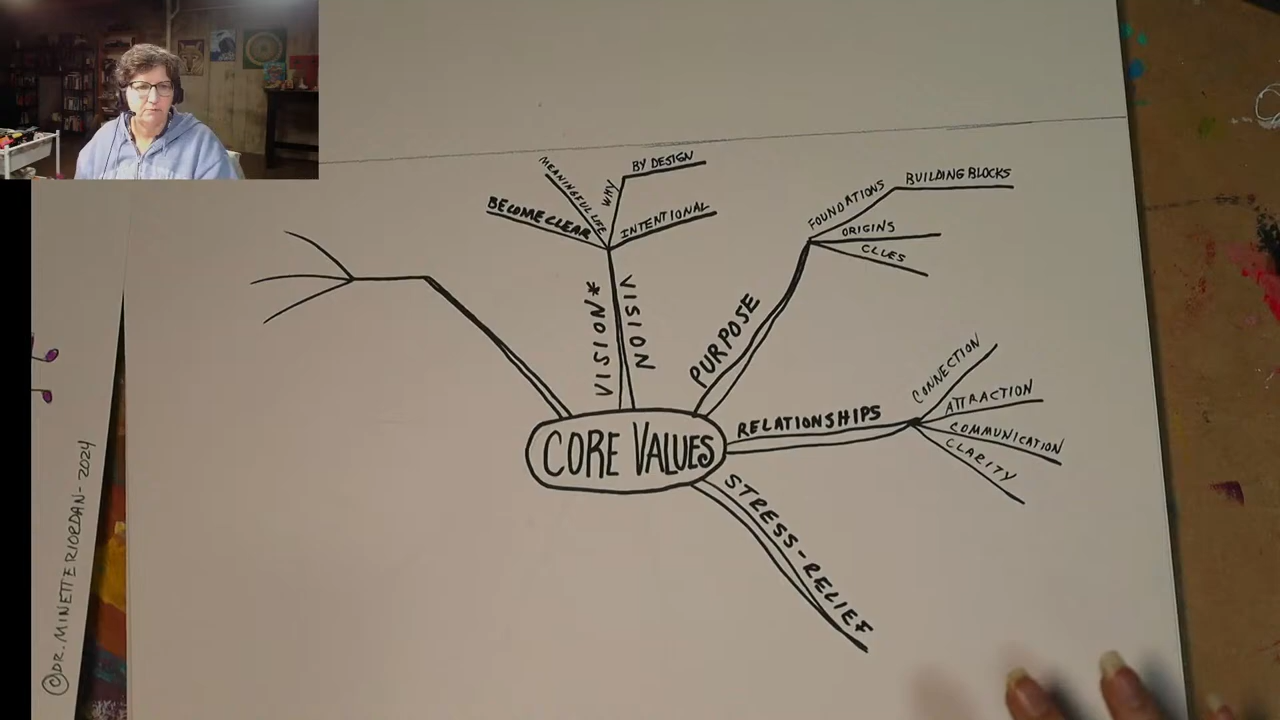 MEANINGFUL LIFE
WHY
BY DESIGN
BECOME CLEAR
INTENTIONAL
VISION*
VISION
FOUNDATIONS
BUILDING BLOCKS
ORIGINS
CLUES
PURPOSE
CONNECTION
ATTRACTION
COMMUNICATION
CLARITY
RELATIONSHIPS
CORE VALUES
STRESS-RELIEF
©DR. MINETTE RIORDAN - 2024